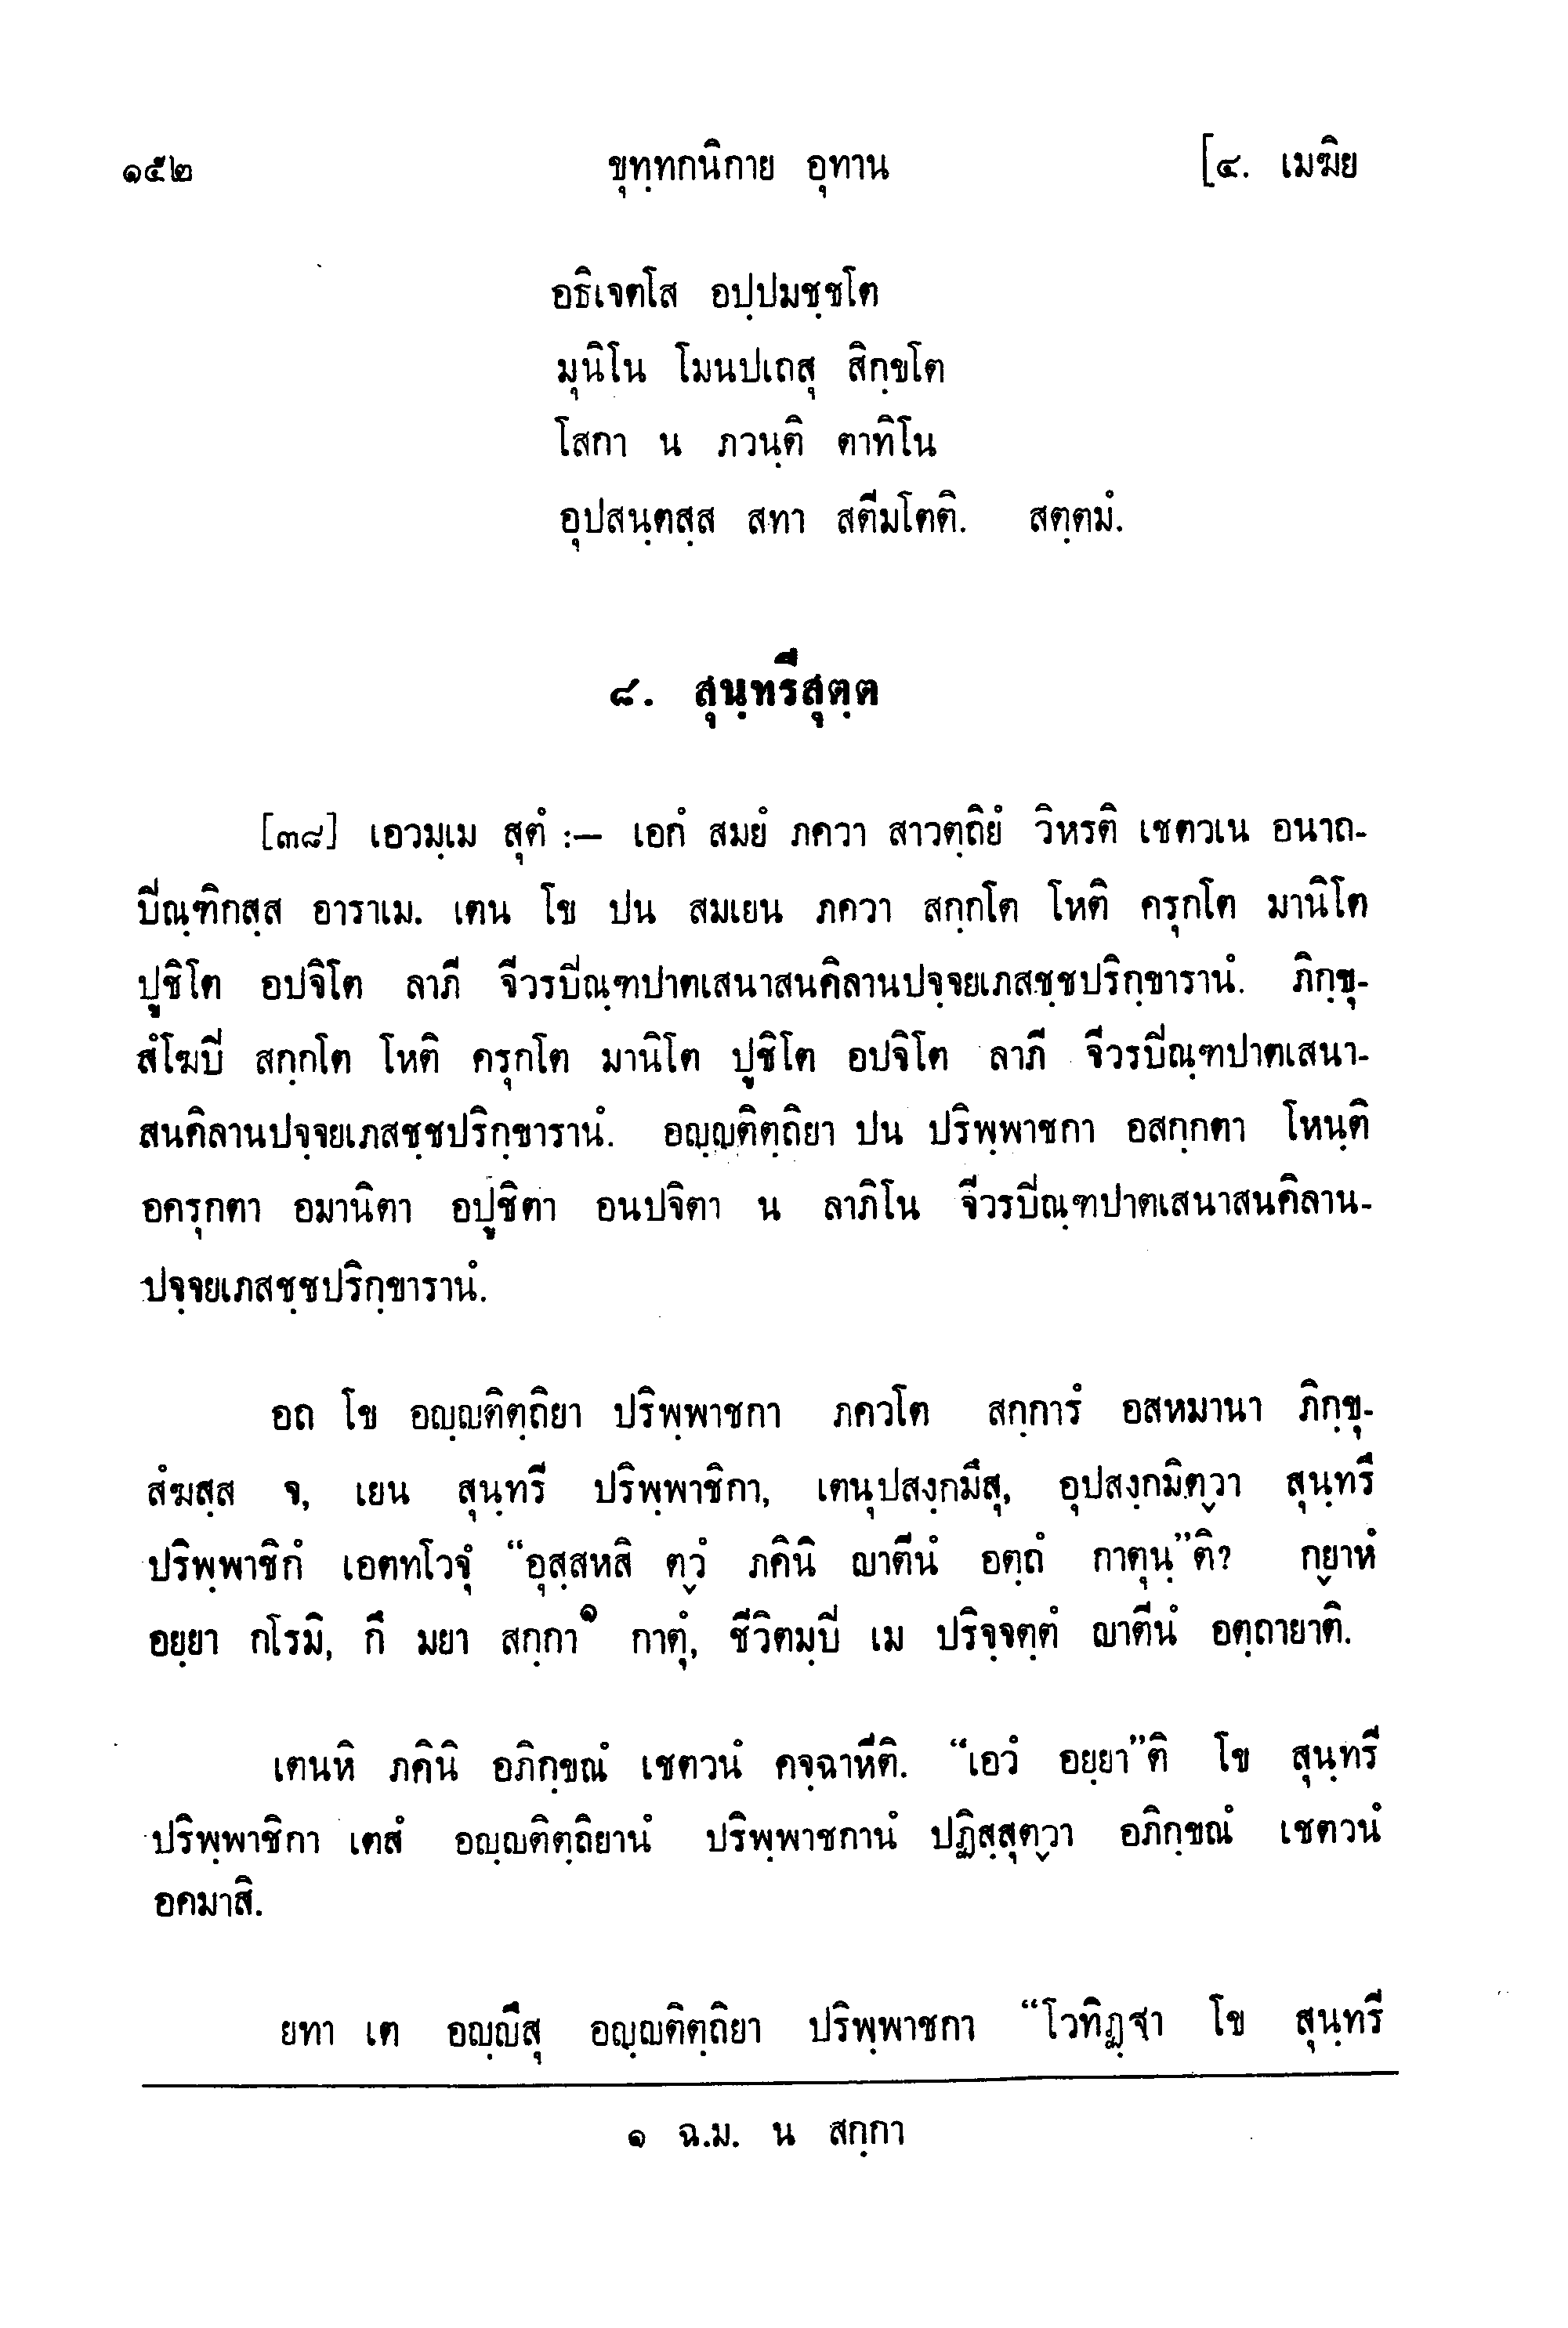 ๑๕๒ ขุทฺทกนิกาย อุทาน [๔. เมฆิย
อธิเจตโส อปฺปมชฺชโต
มุนิโน โมนปเถสุ สิกฺขโต
โสกา น ภวนฺติ ตาทิโน
อุปสนฺตสฺส สทา สตีมโตติ. สตฺตมํ.
๘. สุนฺทรีสุตฺต
[๓๘] เอวมฺเม สุตํ :— เอกํ สมยํ ภควา สาวตฺถิยํ วิหรติ เชตวเน อนาถ-
บีณฺฑิกสฺส อาราเม. เตน โข ปน สมเยน ภควา สกฺกโต โหติ ครุกโต มานิโต
ปูชิโต อปจิโต ลาภี จีวรบีณฺฑปาตเสนาสนคิลานปจฺจยเภสชฺชปริกฺขารานํ. ภิกฺขุ-
สํโฆบี สกฺกโต โหติ ครุกโต มานิโต ปูชิโต อปจิโต ลาภี จีวรบีณฺฑปาตเสนา-
สนคิลานปจฺจยเภสชฺชปริกฺขารานํ. อญฺญติตฺถิยา ปน ปริพฺพาชกา อสกฺกตา โหนฺติ
อครุกตา อมานิตา อปูชิตา อนปจิตา น ลาภิโน จีวรบีณฺฑปาตเสนาสนคิลาน-
ปจฺจยเภสชฺชปริกฺขารานํ.
อถ โข อญฺญติตฺถิยา ปริพฺพาชกา ภควโต สกฺการํ อสหมานา ภิกฺขุ-
สํฆสฺส จ, เยน สุนฺทรี ปริพฺพาชิกา, เตนุปสงฺกมึสุ, อุปสงฺกมิตฺวา สุนฺทรี
ปริพฺพาชิกํ เอตทโวจุํ “อุสฺสหสิ ตฺวํ ภคินิ ญาตีนํ อตฺถํ กาตุนฺ”ติ? กฺยาหํ
อยฺยา กโรมิ, กึ มยา สกฺกา๑ กาตุํ, ชีวิตมฺบี เม ปริจฺจตฺตํ ญาตีนํ อตฺถายาติ.
เตนหิ ภคินิ อภิกฺขณํ เชตวนํ คจฺฉาหีติ. “เอวํ อยฺยา”ติ โข สุนฺทรี
ปริพฺพาชิกา เตสํ อญฺญติตฺถิยานํ ปริพฺพาชกานํ ปฏิสฺสุตฺวา อภิกฺขณํ เชตวนํ
อคมาสิ.
ยทา เต อญฺญึสุ อญฺญติตฺถิยา ปริพฺพาชกา “โวทิฏฺฐา โข สุนฺทรี
๑ ฉ.ม. น สกฺกา